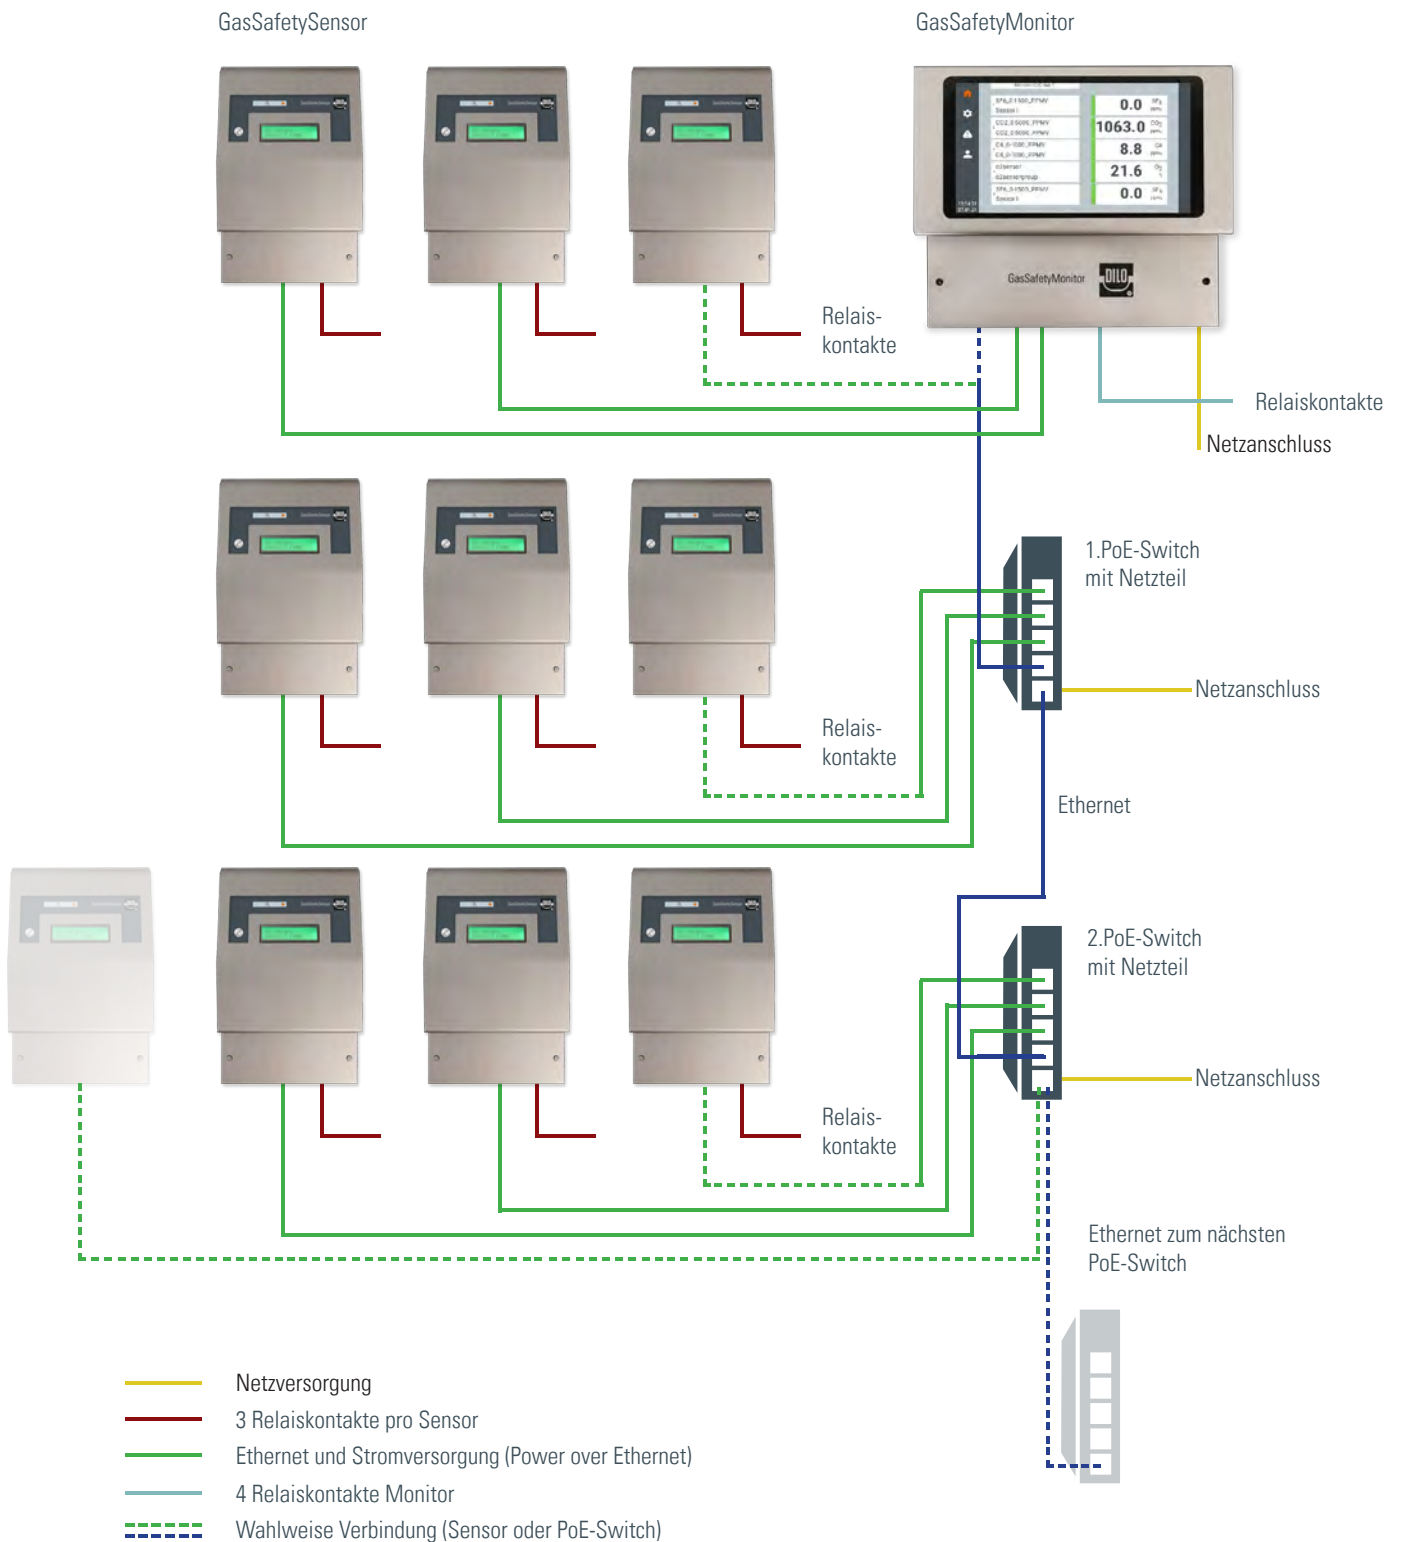 GasSafetySensor
GasSafetyMonitor
0.0
1063.0
8.8
21.6
0.0
GasSafetyMonitor
DILO
Relais-
kontakte
Relaiskontakte
Netzanschluss
1.PoE-Switch
mit Netzteil
Netzanschluss
Relais-
kontakte
Ethernet
2.PoE-Switch
mit Netzteil
Netzanschluss
Relais-
kontakte
Ethernet zum nächsten
PoE-Switch
Netzversorgung
3 Relaiskontakte pro Sensor
Ethernet und Stromversorgung (Power over Ethernet)
4 Relaiskontakte Monitor
Wahlweise Verbindung (Sensor oder PoE-Switch)